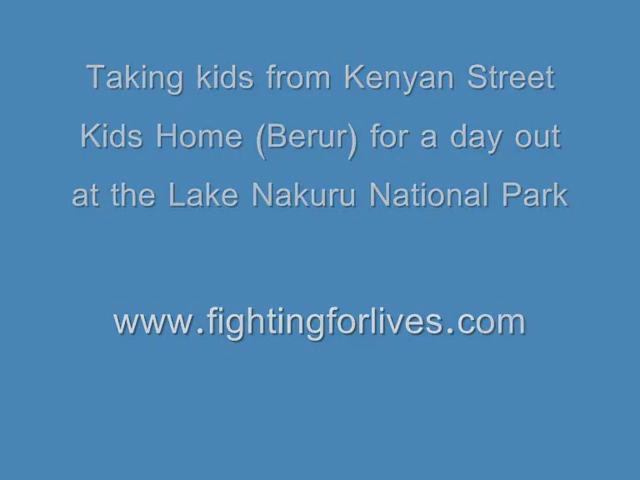 Taking kids from Kenyan Street
Kids Home (Berur) for a day out
at the Lake Nakuru National Park
www.fightingforlives.com